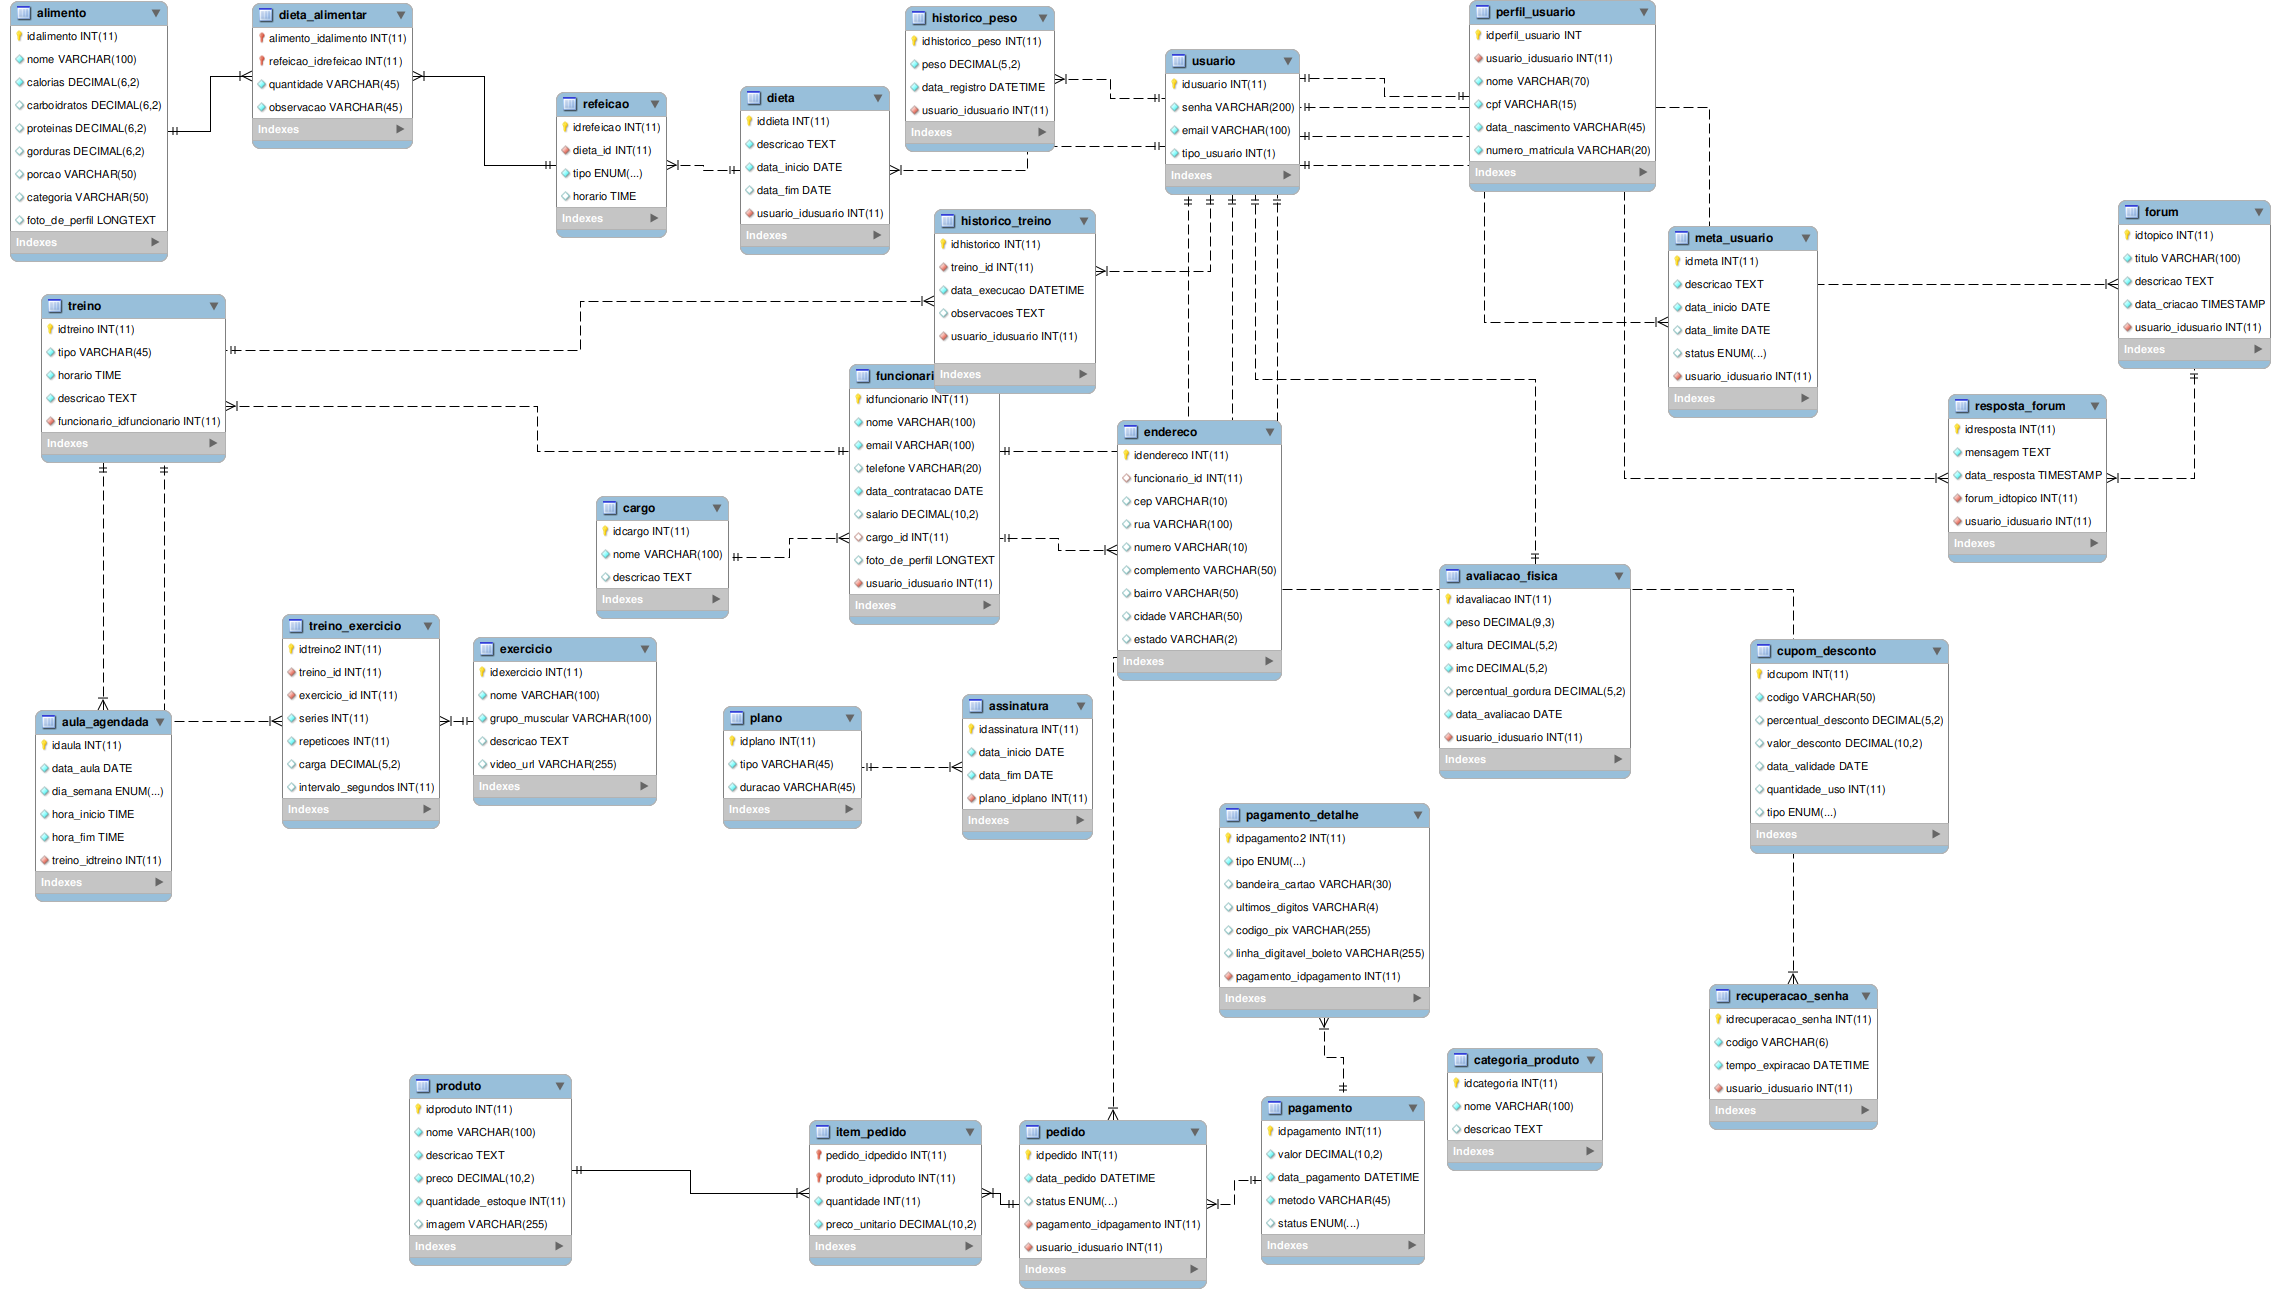 alimento
idalimento INT(11)
nome VARCHAR(100)
calorias DECIMAL(6,2)
carboidratos DECIMAL(6,2)
proteinas DECIMAL(6,2)
gorduras DECIMAL(6,2)
porcao VARCHAR(50)
categoria VARCHAR(50)
foto_de_perfil LONGTEXT
Indexes
dieta_alimentar
alimento_idalimento INT(11)
refeicao_idrefeicao INT(11)
quantidade VARCHAR(45)
observacao VARCHAR(45)
Indexes
refeicao
idrefeicao INT(11)
dieta_id INT(11)
tipo ENUM(...)
horario TIME
Indexes
dieta
iddieta INT(11)
descricao TEXT
data_inicio DATE
data_fim DATE
usuario_idusuario INT(11)
Indexes
historico_peso
idhistorico_peso INT(11)
peso DECIMAL(5,2)
data_registro DATETIME
usuario_idusuario INT(11)
Indexes
usuario
idusuario INT(11)
senha VARCHAR(200)
email VARCHAR(100)
tipo_usuario INT(1)
Indexes
perfil_usuario
idperfil_usuario INT
usuario_idusuario INT(11)
nome VARCHAR(70)
cpf VARCHAR(15)
data_nascimento VARCHAR(45)
numero_matricula VARCHAR(20)
Indexes
meta_usuario
idmeta INT(11)
descricao TEXT
data_inicio DATE
data_limite DATE
status ENUM(...)
usuario_idusuario INT(11)
Indexes
forum
idtopico INT(11)
titulo VARCHAR(100)
descricao TEXT
data_criacao TIMESTAMP
usuario_idusuario INT(11)
Indexes
resposta_forum
idresposta INT(11)
mensagem TEXT
data_resposta TIMESTAMP
forum_idtopico INT(11)
usuario_idusuario INT(11)
Indexes
historico_treino
idhistorico INT(11)
treino_id INT(11)
data_execucao DATETIME
observacoes TEXT
usuario_idusuario INT(11)
Indexes
treino
idtreino INT(11)
tipo VARCHAR(45)
horario TIME
descricao TEXT
funcionario_idfuncionario INT(11)
Indexes
funcionari
idfuncionario INT(11)
nome VARCHAR(100)
email VARCHAR(100)
telefone VARCHAR(20)
data_contratacao DATE
salario DECIMAL(10,2)
cargo_id INT(11)
foto_de_perfil LONGTEXT
usuario_idusuario INT(11)
Indexes
endereco
idendereco INT(11)
funcionario_id INT(11)
cep VARCHAR(10)
rua VARCHAR(100)
numero VARCHAR(10)
complemento VARCHAR(50)
bairro VARCHAR(50)
cidade VARCHAR(50)
estado VARCHAR(2)
Indexes
cargo
idcargo INT(11)
nome VARCHAR(100)
descricao TEXT
Indexes
avaliacao_fisica
idavaliacao INT(11)
peso DECIMAL(9,3)
altura DECIMAL(5,2)
imc DECIMAL(5,2)
percentual_gordura DECIMAL(5,2)
data_avaliacao DATE
usuario_idusuario INT(11)
Indexes
cupom_desconto
idcupom INT(11)
codigo VARCHAR(50)
percentual_desconto DECIMAL(5,2)
valor_desconto DECIMAL(10,2)
data_validade DATE
quantidade_uso INT(11)
tipo ENUM(...)
Indexes
aula_agendada
idaula INT(11)
data_aula DATE
dia_semana ENUM(...)
hora_inicio TIME
hora_fim TIME
treino_idtreino INT(11)
Indexes
treino_exercicio
idtreino2 INT(11)
treino_id INT(11)
exercicio_id INT(11)
series INT(11)
repeticoes INT(11)
carga DECIMAL(5,2)
intervalo_segundos INT(11)
Indexes
exercicio
idexercicio INT(11)
nome VARCHAR(100)
grupo_muscular VARCHAR(100)
descricao TEXT
video_url VARCHAR(255)
Indexes
plano
idplano INT(11)
tipo VARCHAR(45)
duracao VARCHAR(45)
Indexes
assinatura
idassinatura INT(11)
data_inicio DATE
data_fim DATE
plano_idplano INT(11)
Indexes
pagamento_detalhe
idpagamento2 INT(11)
tipo ENUM(...)
bandeira_cartao VARCHAR(30)
ultimos_digitos VARCHAR(4)
codigo_pix VARCHAR(255)
linha_digitavel_boleto VARCHAR(255)
pagamento_idpagamento INT(11)
Indexes
recuperacao_senha
idrecuperacao_senha INT(11)
codigo VARCHAR(6)
tempo_expiracao DATETIME
usuario_idusuario INT(11)
Indexes
categoria_produto
idcategoria INT(11)
nome VARCHAR(100)
descricao TEXT
Indexes
produto
idproduto INT(11)
nome VARCHAR(100)
descricao TEXT
preco DECIMAL(10,2)
quantidade_estoque INT(11)
imagem VARCHAR(255)
Indexes
item_pedido
pedido_idpedido INT(11)
produto_idproduto INT(11)
quantidade INT(11)
preco_unitario DECIMAL(10,2)
Indexes
pedido
idpedido INT(11)
data_pedido DATETIME
status ENUM(...)
pagamento_idpagamento INT(11)
usuario_idusuario INT(11)
Indexes
pagamento
idpagamento INT(11)
valor DECIMAL(10,2)
data_pagamento DATETIME
metodo VARCHAR(45)
status ENUM(...)
Indexes